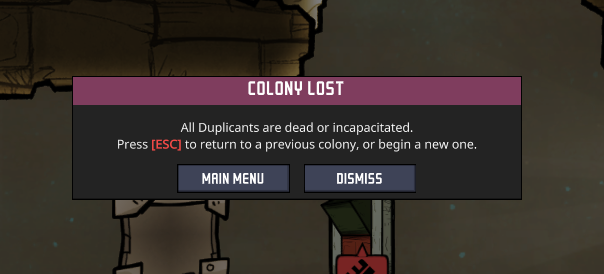 COLONY LOST
All Duplicants are dead or incapacitated.
Press [ESC] to return to a previous colony, or begin a new one.
MAIN MENU
DISMISS